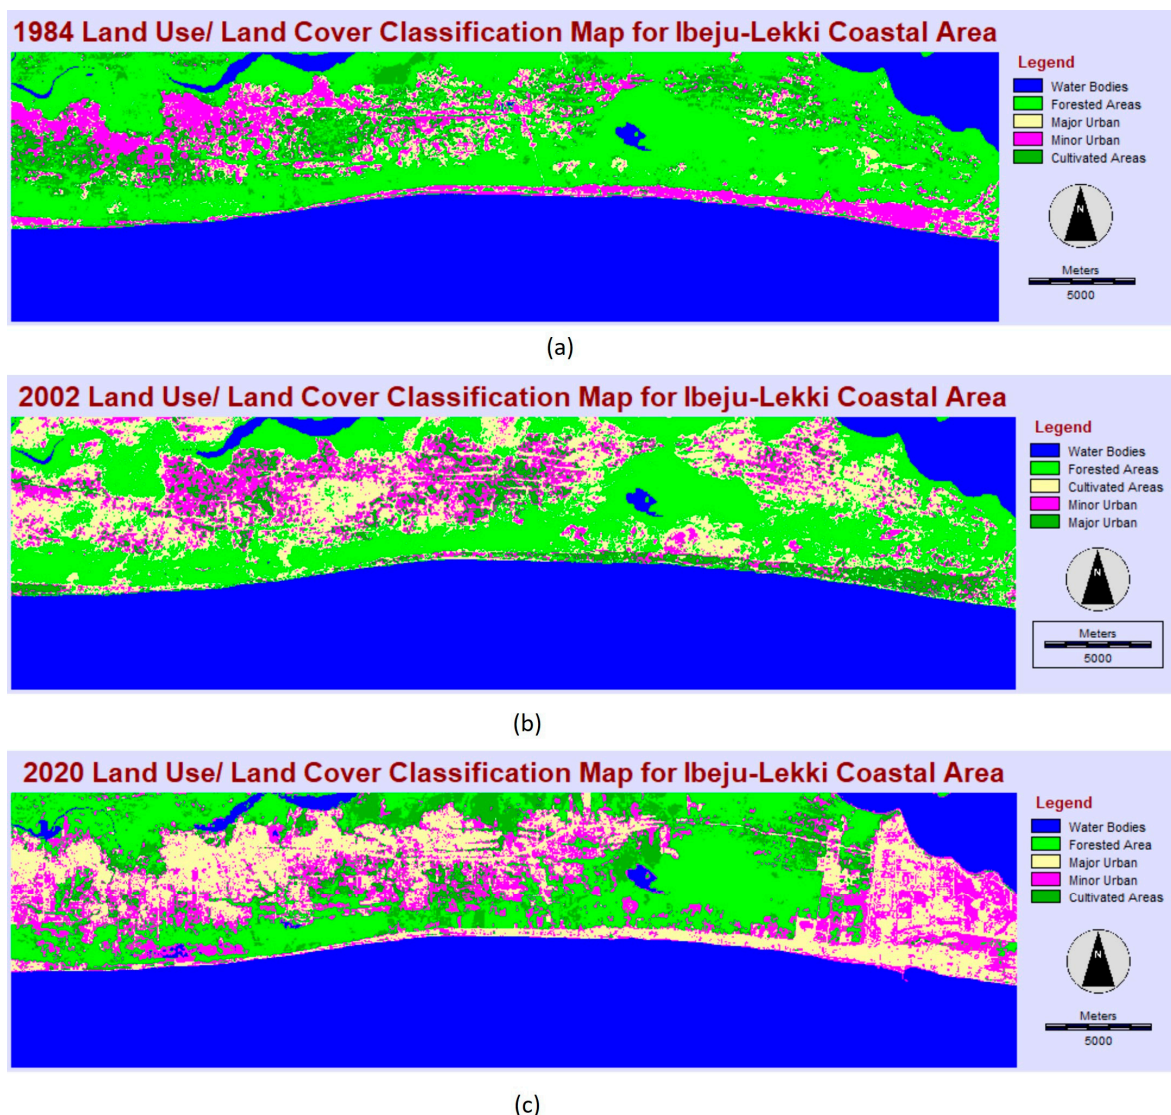 1984 Land Use/ Land Cover Classification Map for Ibeju-Lekki Coastal Area
Legend
Water Bodies
Forested Areas
Major Urban
Minor Urban
Cultivated Areas
N
Meters
5000
(a)
2002 Land Use/ Land Cover Classification Map for Ibeju-Lekki Coastal Area
Legend
Water Bodies
Forested Areas
Cultivated Areas
Minor Urban
Major Urban
N
Meters
5000
(b)
2020 Land Use/ Land Cover Classification Map for Ibeju-Lekki Coastal Area
Legend
Water Bodies
Forested Area
Major Urban
Minor Urban
Cultivated Areas
N
Meters
5000
(c)